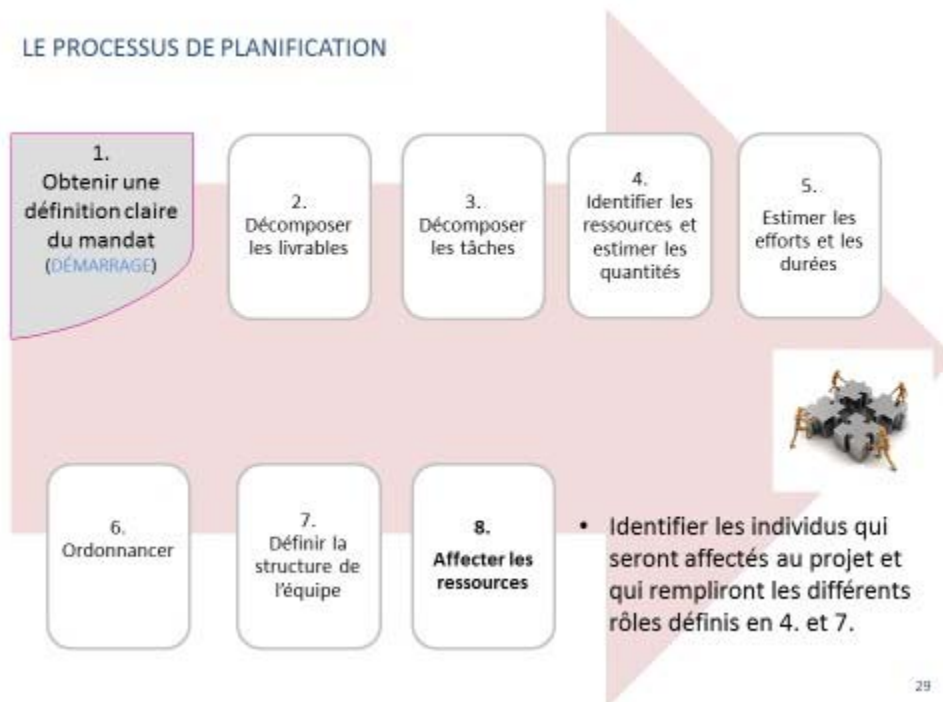 LE PROCESSUS DE PLANIFICATION
1.
Obtenir une
définition claire
du mandat
(DÉMARRAGE)
2.
Décomposer
les livrables
3.
Décomposer
les tâches
4.
Identifier les
ressources et
estimer les
quantités
5.
Estimer les
efforts et les
durées
6.
Ordonnancer
7.
Définir la
structure de
l'équipe
8.
Affecter les
ressources
• Identifier les individus qui
seront affectés au projet et
qui rempliront les différents
rôles définis en 4. et 7.
29